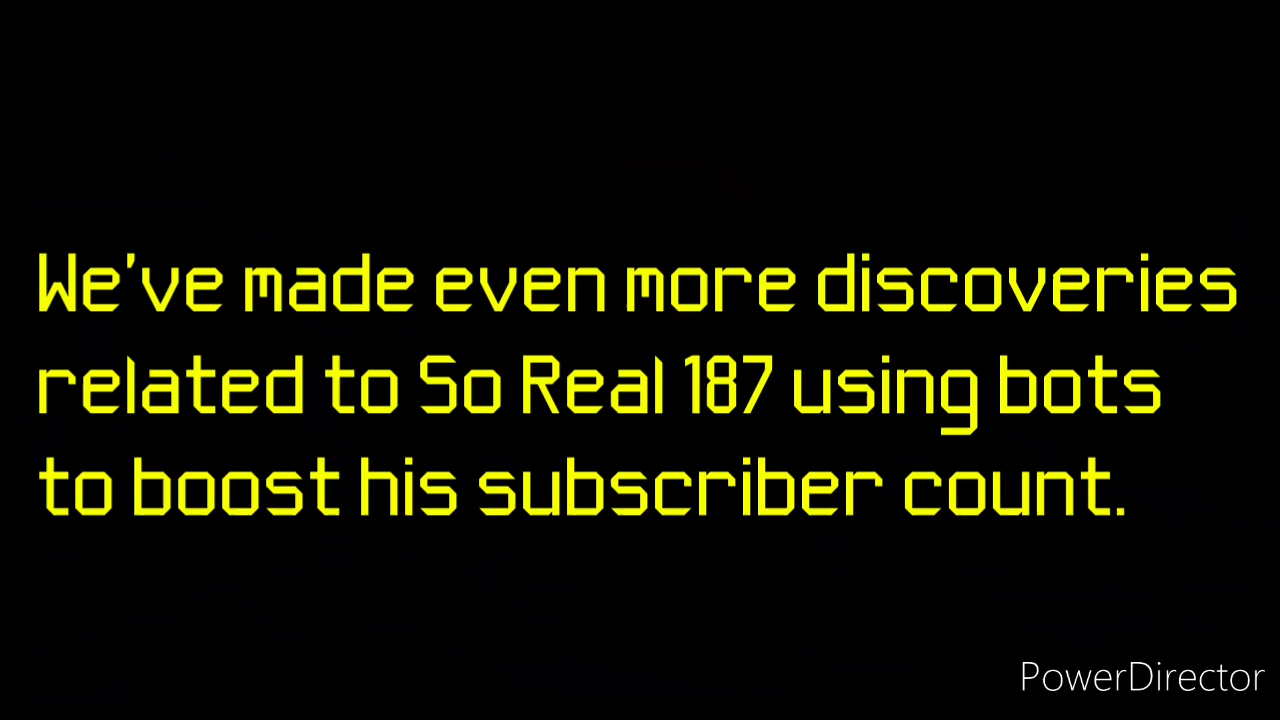 We've made even more discoveries
related to So Real 187 using bots
to boost his subscriber count.
PowerDirector